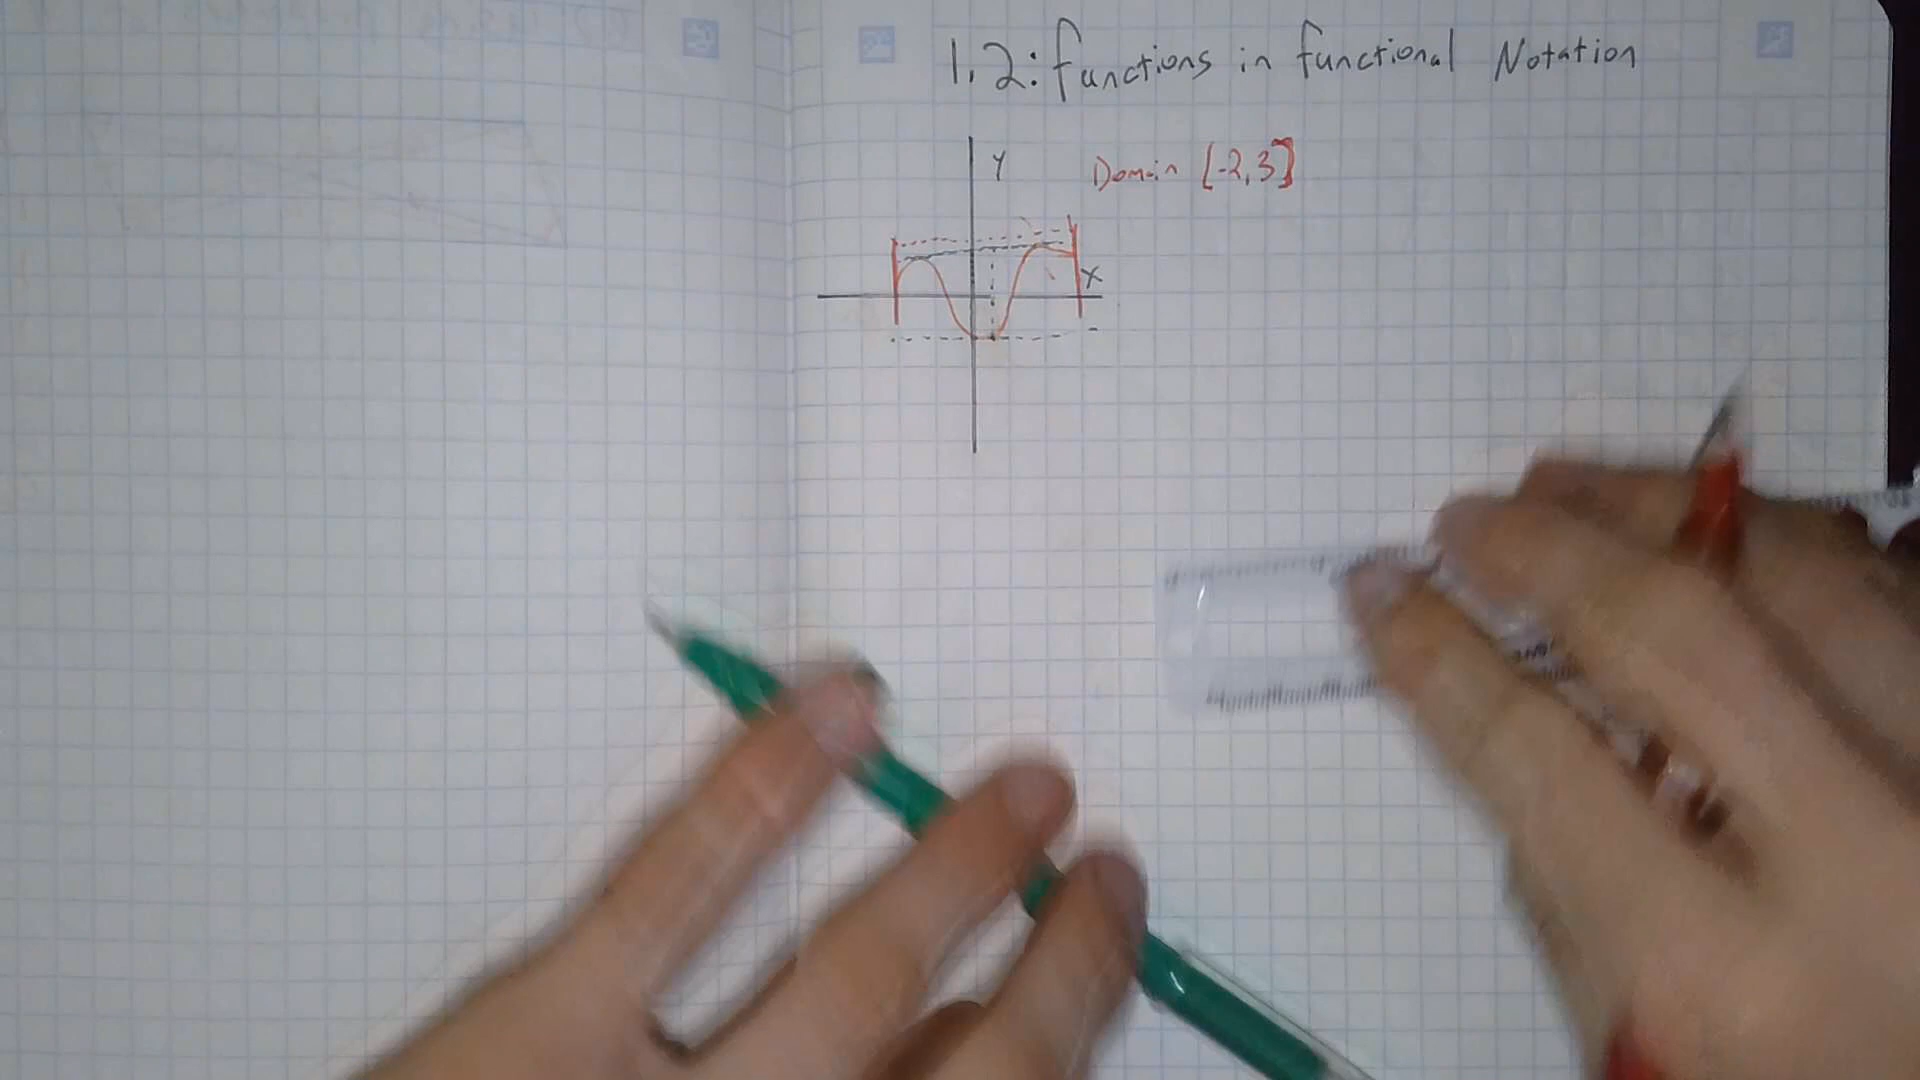 1.2: functions in functional Notation
Y
Domain [-2,3]
X